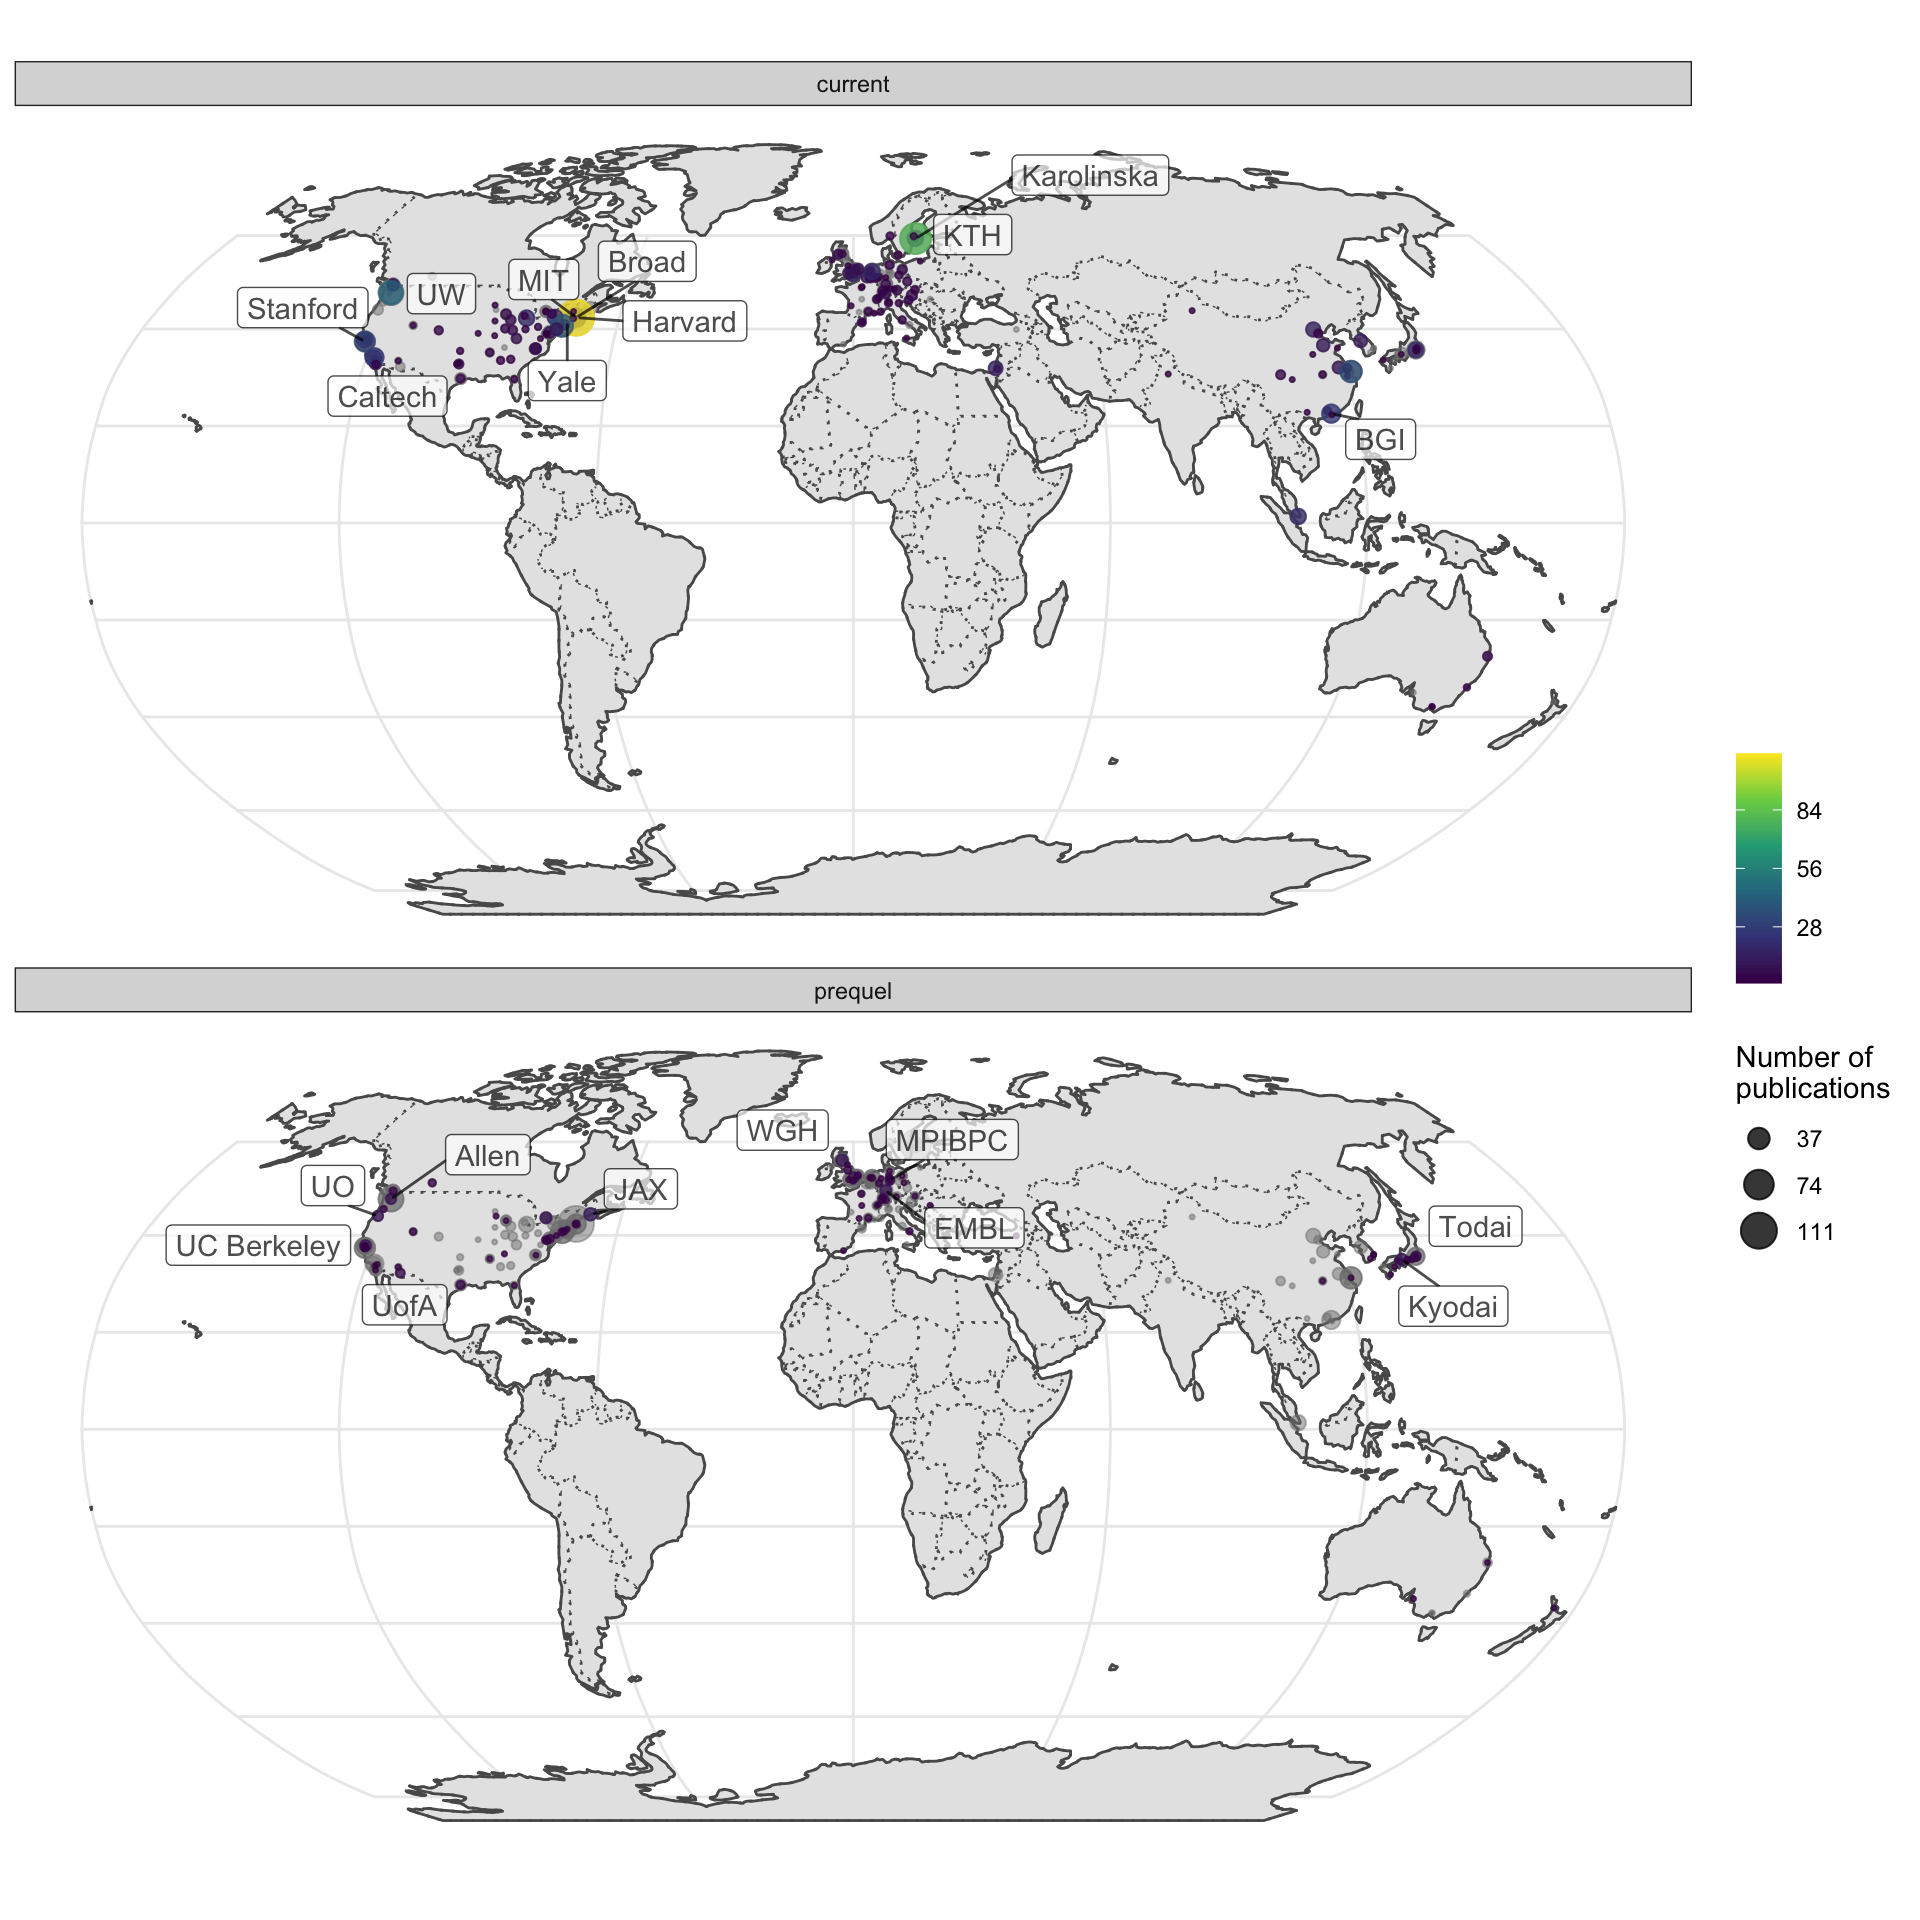 current
Karolinska
KTH
Broad
MIT
UW
Stanford
Harvard
Yale
Caltech
BGI
84
56
28
prequel
Number of
publications
37
74
111
WGH
MPIBPC
Allen
UO
JAX
UC Berkeley
EMBL
Todai
UofA
Kyodai